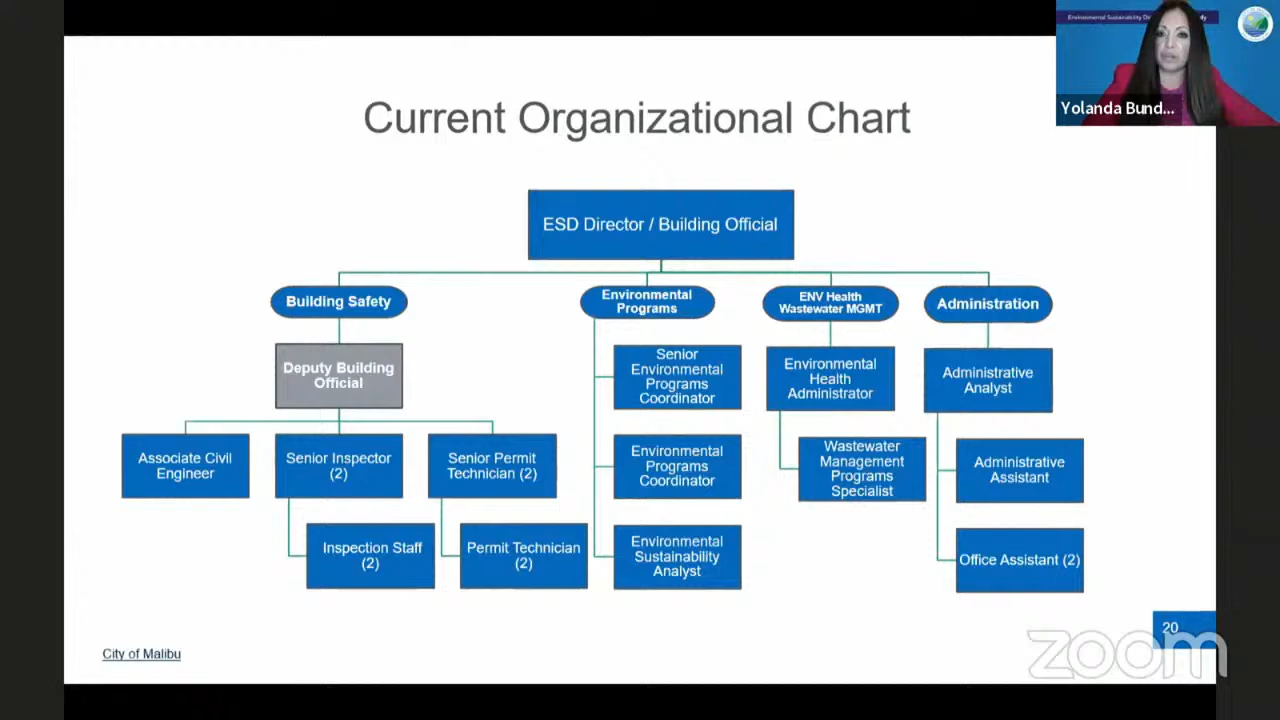 Environmental Sustainability
Yolanda Bund...
Current Organizational Chart
ESD Director / Building Official
Building Safety
Environmental
Programs
ENV Health
Wastewater MGMT
Administration
Deputy Building
Official
Senior
Environmental
Programs
Coordinator
Environmental
Health
Administrator
Administrative
Analyst
Associate Civil
Engineer
Senior Inspector
(2)
Senior Permit
Technician (2)
Environmental
Programs
Coordinator
Wastewater
Management
Programs
Specialist
Administrative
Assistant
Inspection Staff
(2)
Permit Technician
(2)
Environmental
Sustainability
Analyst
Office Assistant (2)
20
City of Malibu
zoom